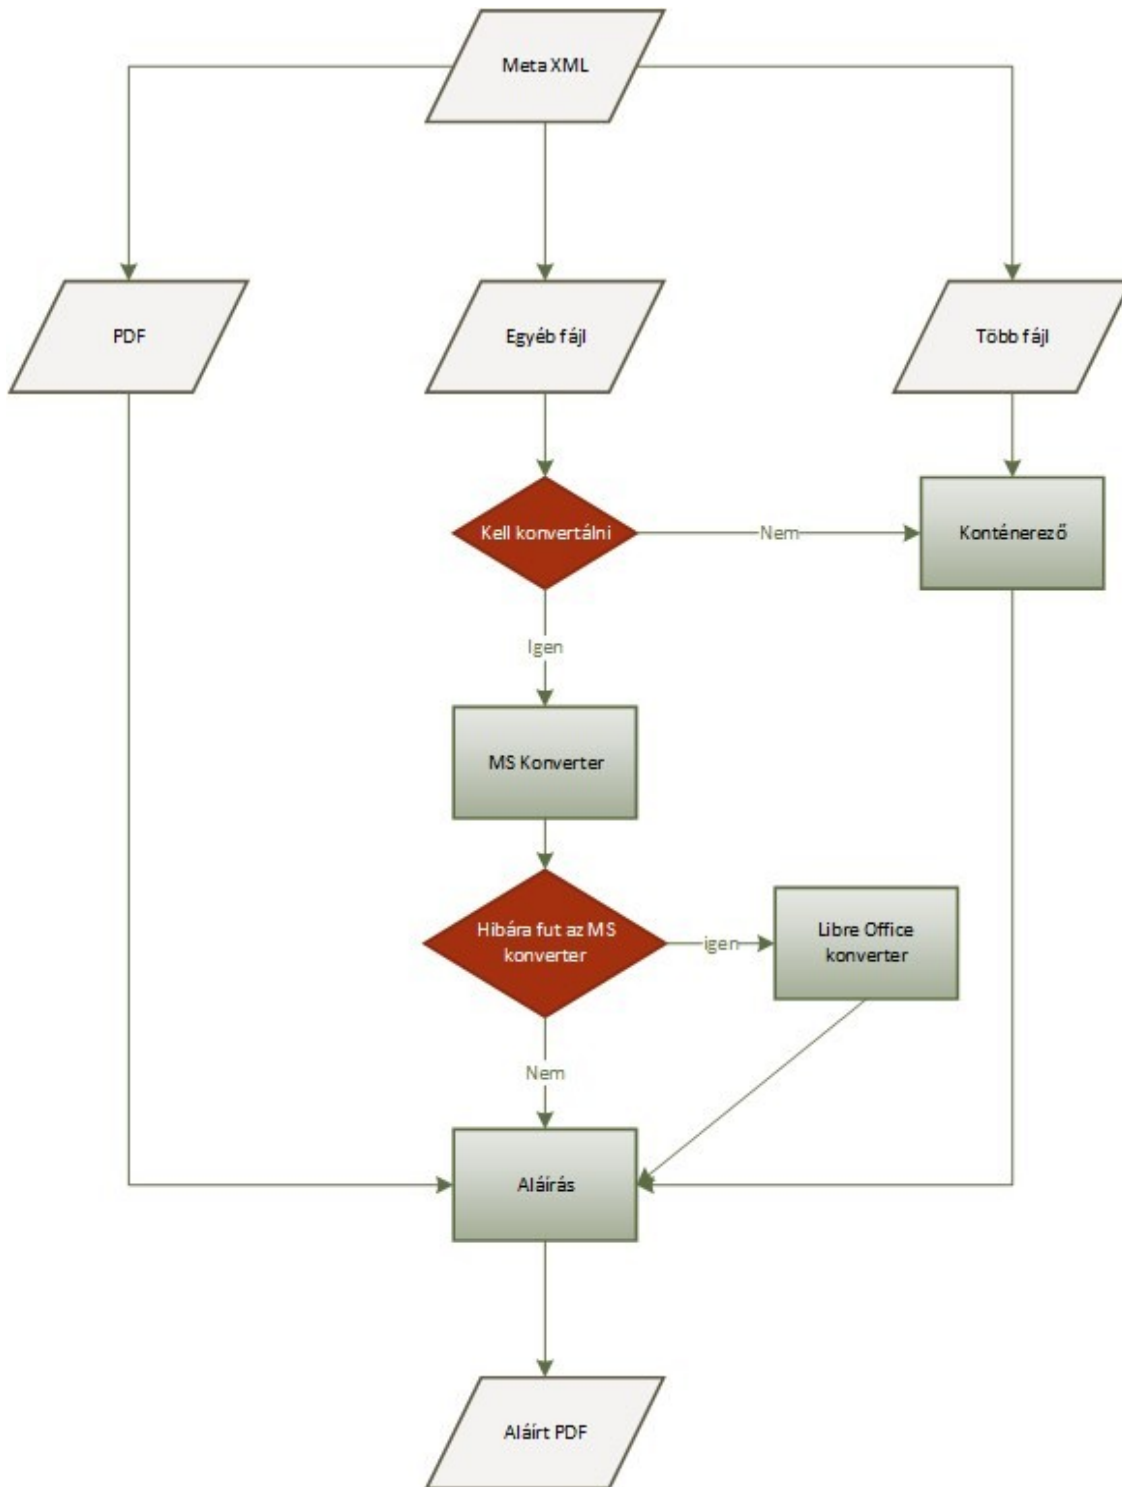 Meta XML
PDF
Egyéb fájl
Több fájl
Kell konvertálni
Nem
Konténerező
Igen
MS Konverter
Hibára fut az MS
konverter
igen
Libre Office
konverter
Nem
Aláírás
Aláírt PDF